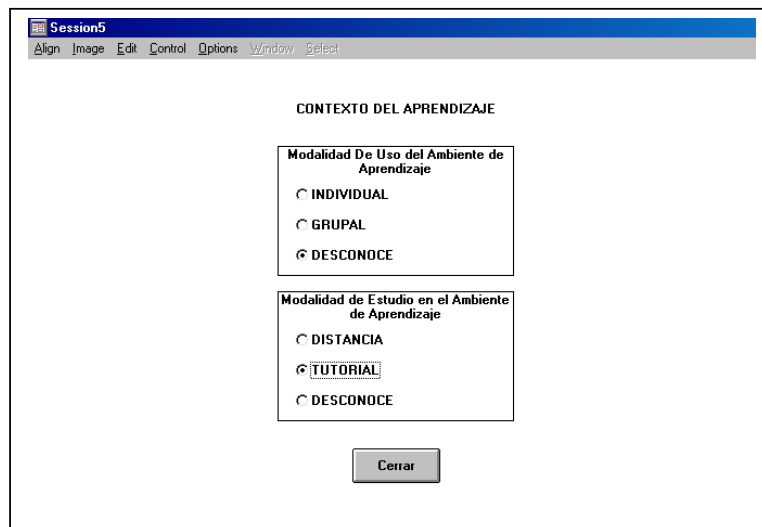 Session5
Align Image Edit Control Options Window Select
CONTEXTO DEL APRENDIZAJE
Modalidad De Uso del Ambiente de
Aprendizaje
INDIVIDUAL
GRUPAL
DESCONOCE
Modalidad de Estudio en el Ambiente
de Aprendizaje
DISTANCIA
TUTORIAL
DESCONOCE
Cerrar